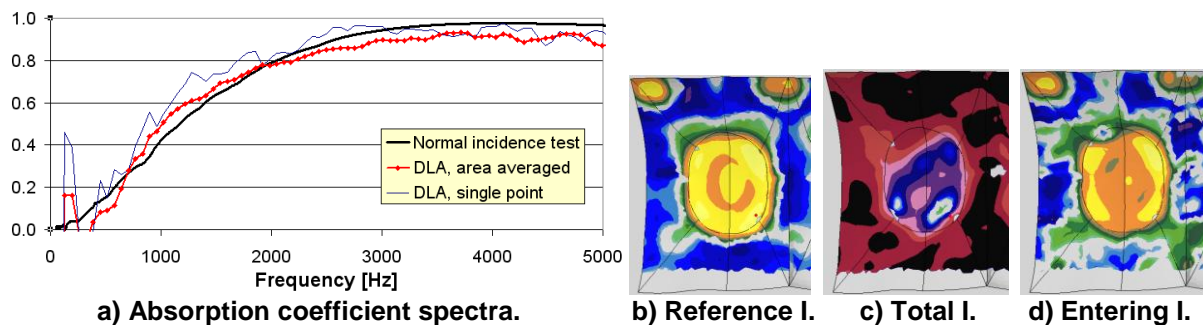 1.0
0.8
0.6
0.4
0.2
0.0
Normal incidence test
DLA, area averaged
DLA, single point
0 1000 2000 3000 4000 5000
Frequency [Hz]
a) Absorption coefficient spectra.
b) Reference I.
c) Total I.
d) Entering I.